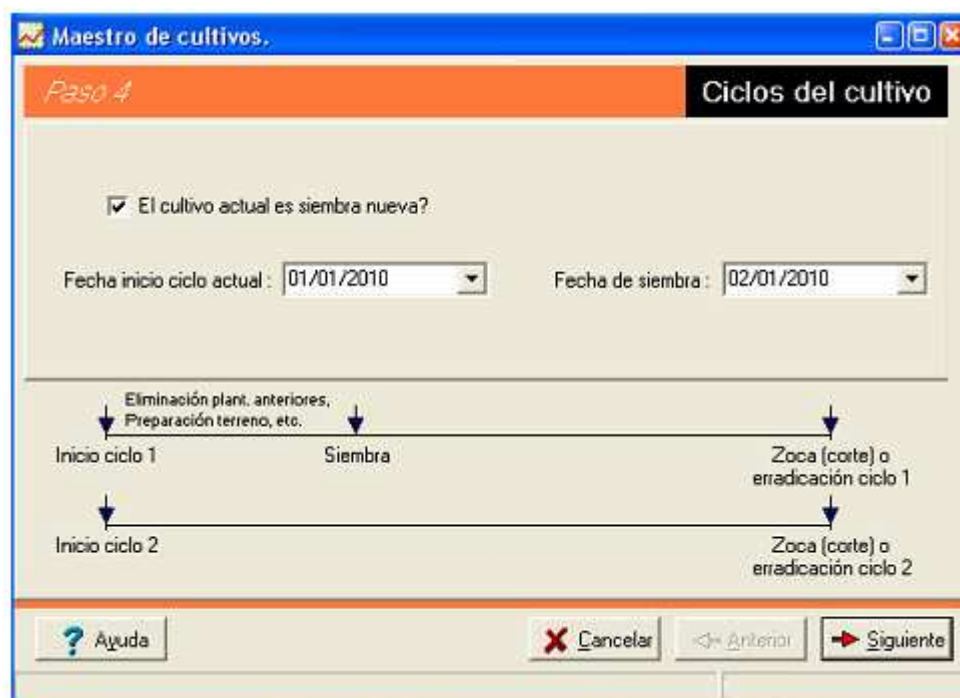 Maestro de cultivos.
Paso 4
Ciclos del cultivo
El cultivo actual es siembra nueva?
Fecha inicio ciclo actual : 01/01/2010
Fecha de siembra : 02/01/2010
Eliminación plant. anteriores,
Preparación terreno, etc.
Inicio ciclo 1
Siembra
Zoca (corte) o
erradicación ciclo 1
Inicio ciclo 2
Zoca (corte) o
erradicación ciclo 2
? Ayuda
Cancelar
Anterior
Siguiente